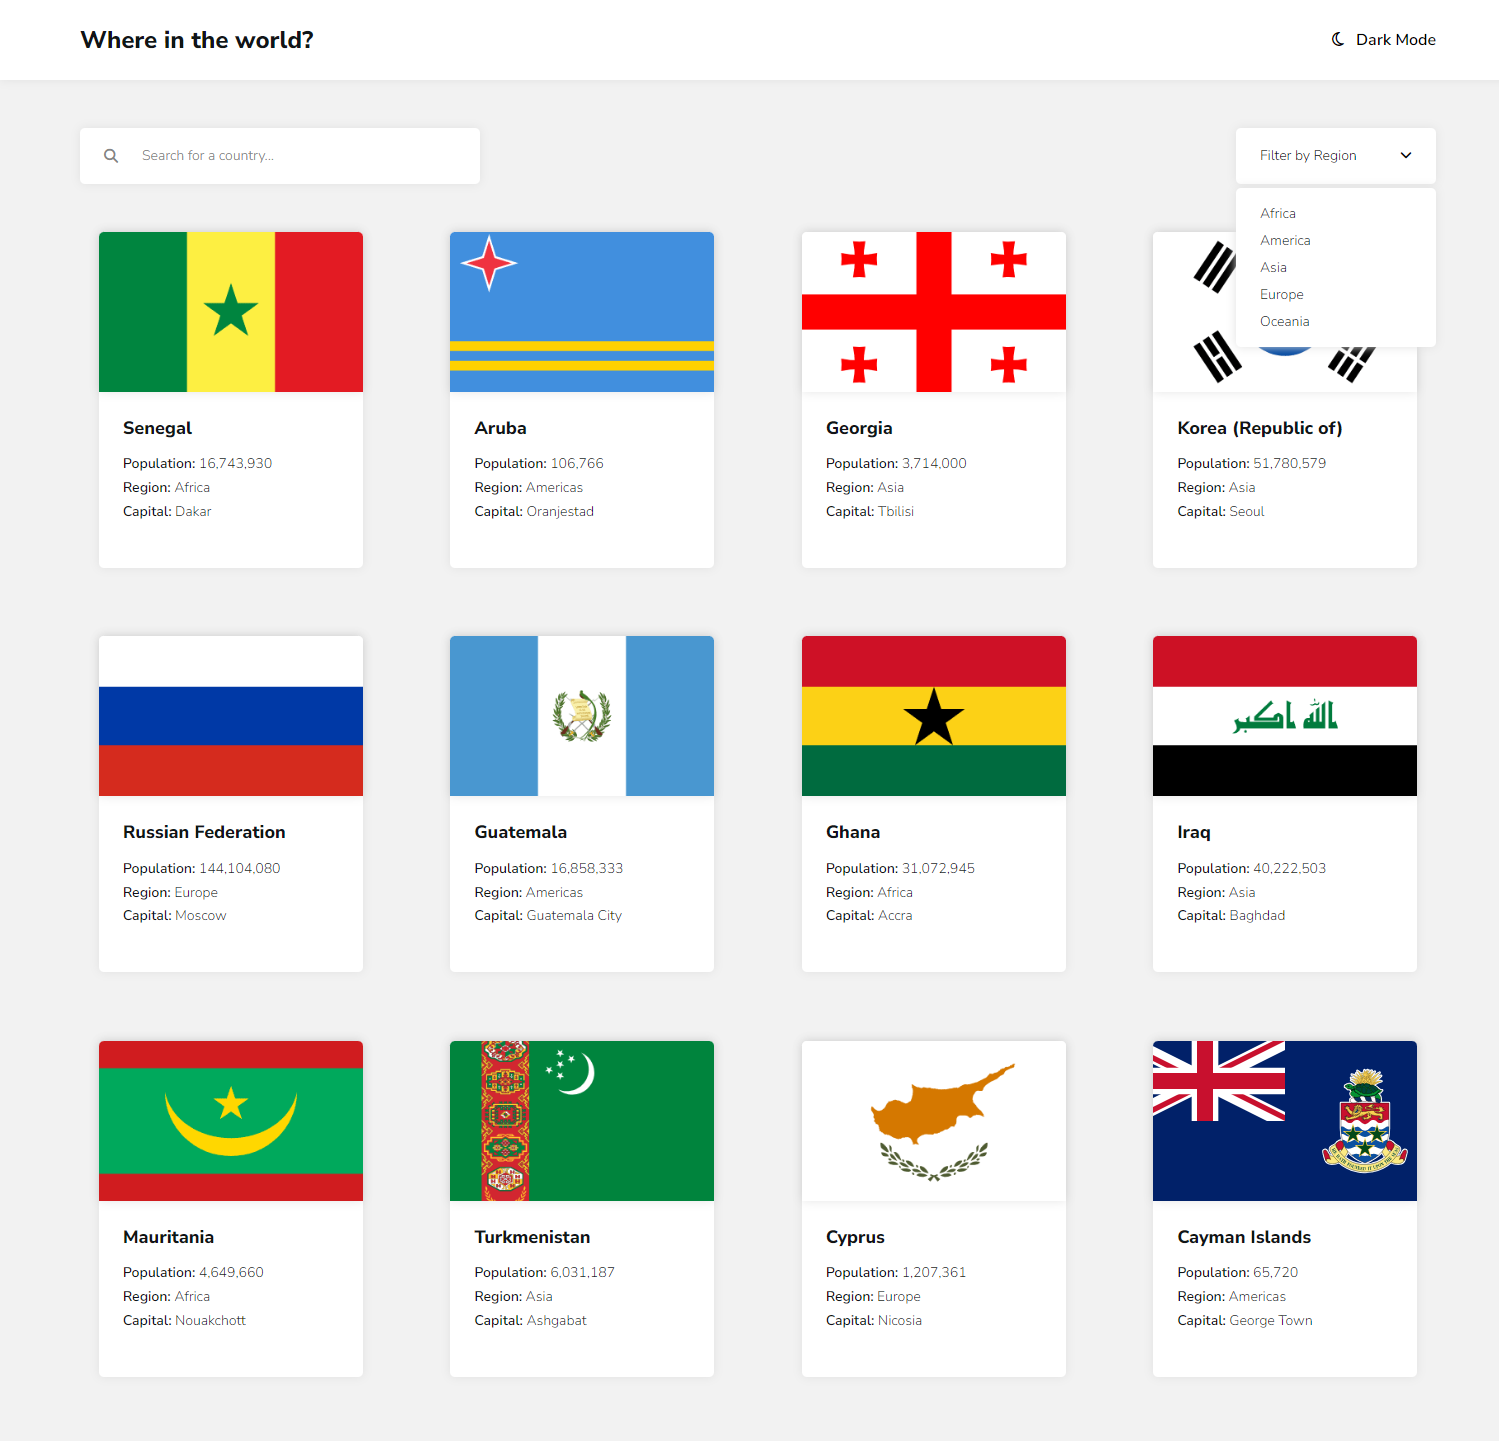 Where in the world?
Dark Mode
Search for a country...
Filter by Region
Africa
America
Asia
Europe
Oceania
Senegal
Population: 16,743,930
Region: Africa
Capital: Dakar
Aruba
Population: 106,766
Region: Americas
Capital: Oranjestad
Georgia
Population: 3,714,000
Region: Asia
Capital: Tbilisi
Korea (Republic of)
Population: 51,780,579
Region: Asia
Capital: Seoul
Russian Federation
Population: 144,104,080
Region: Europe
Capital: Moscow
Guatemala
Population: 16,858,333
Region: Americas
Capital: Guatemala City
Ghana
Population: 31,072,945
Region: Africa
Capital: Accra
الله اكبر
Iraq
Population: 40,222,503
Region: Asia
Capital: Baghdad
Mauritania
Population: 4,649,660
Region: Africa
Capital: Nouakchott
Turkmenistan
Population: 6,031,187
Region: Asia
Capital: Ashgabat
Cyprus
Population: 1,207,361
Region: Europe
Capital: Nicosia
Cayman Islands
Population: 65,720
Region: Americas
Capital: George Town